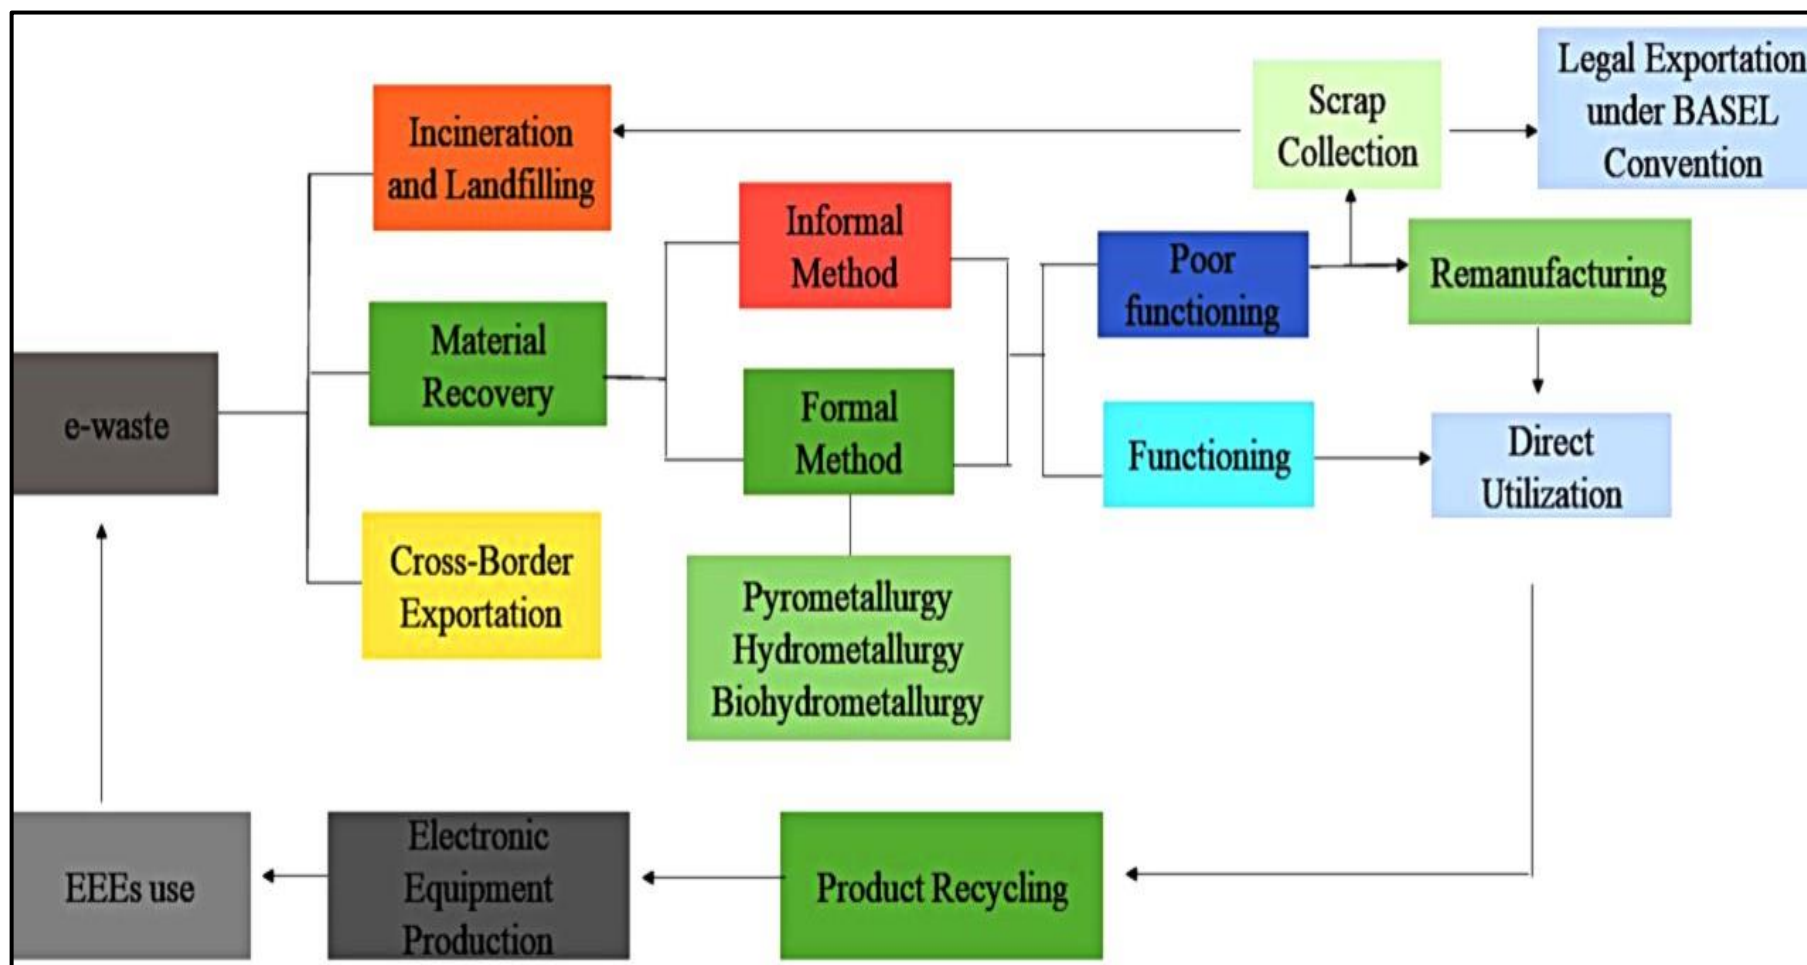 Legal Exportation
under BASEL
Convention
Scrap
Collection
Incineration
and Landfilling
Informal
Method
Poor
functioning
Remanufacturing
Material
Recovery
e-waste
Formal
Method
Functioning
Direct
Utilization
Cross-Border
Exportation
Pyrometallurgy
Hydrometallurgy
Biohydrometallurgy
EEEs use
Electronic
Equipment
Production
Product Recycling